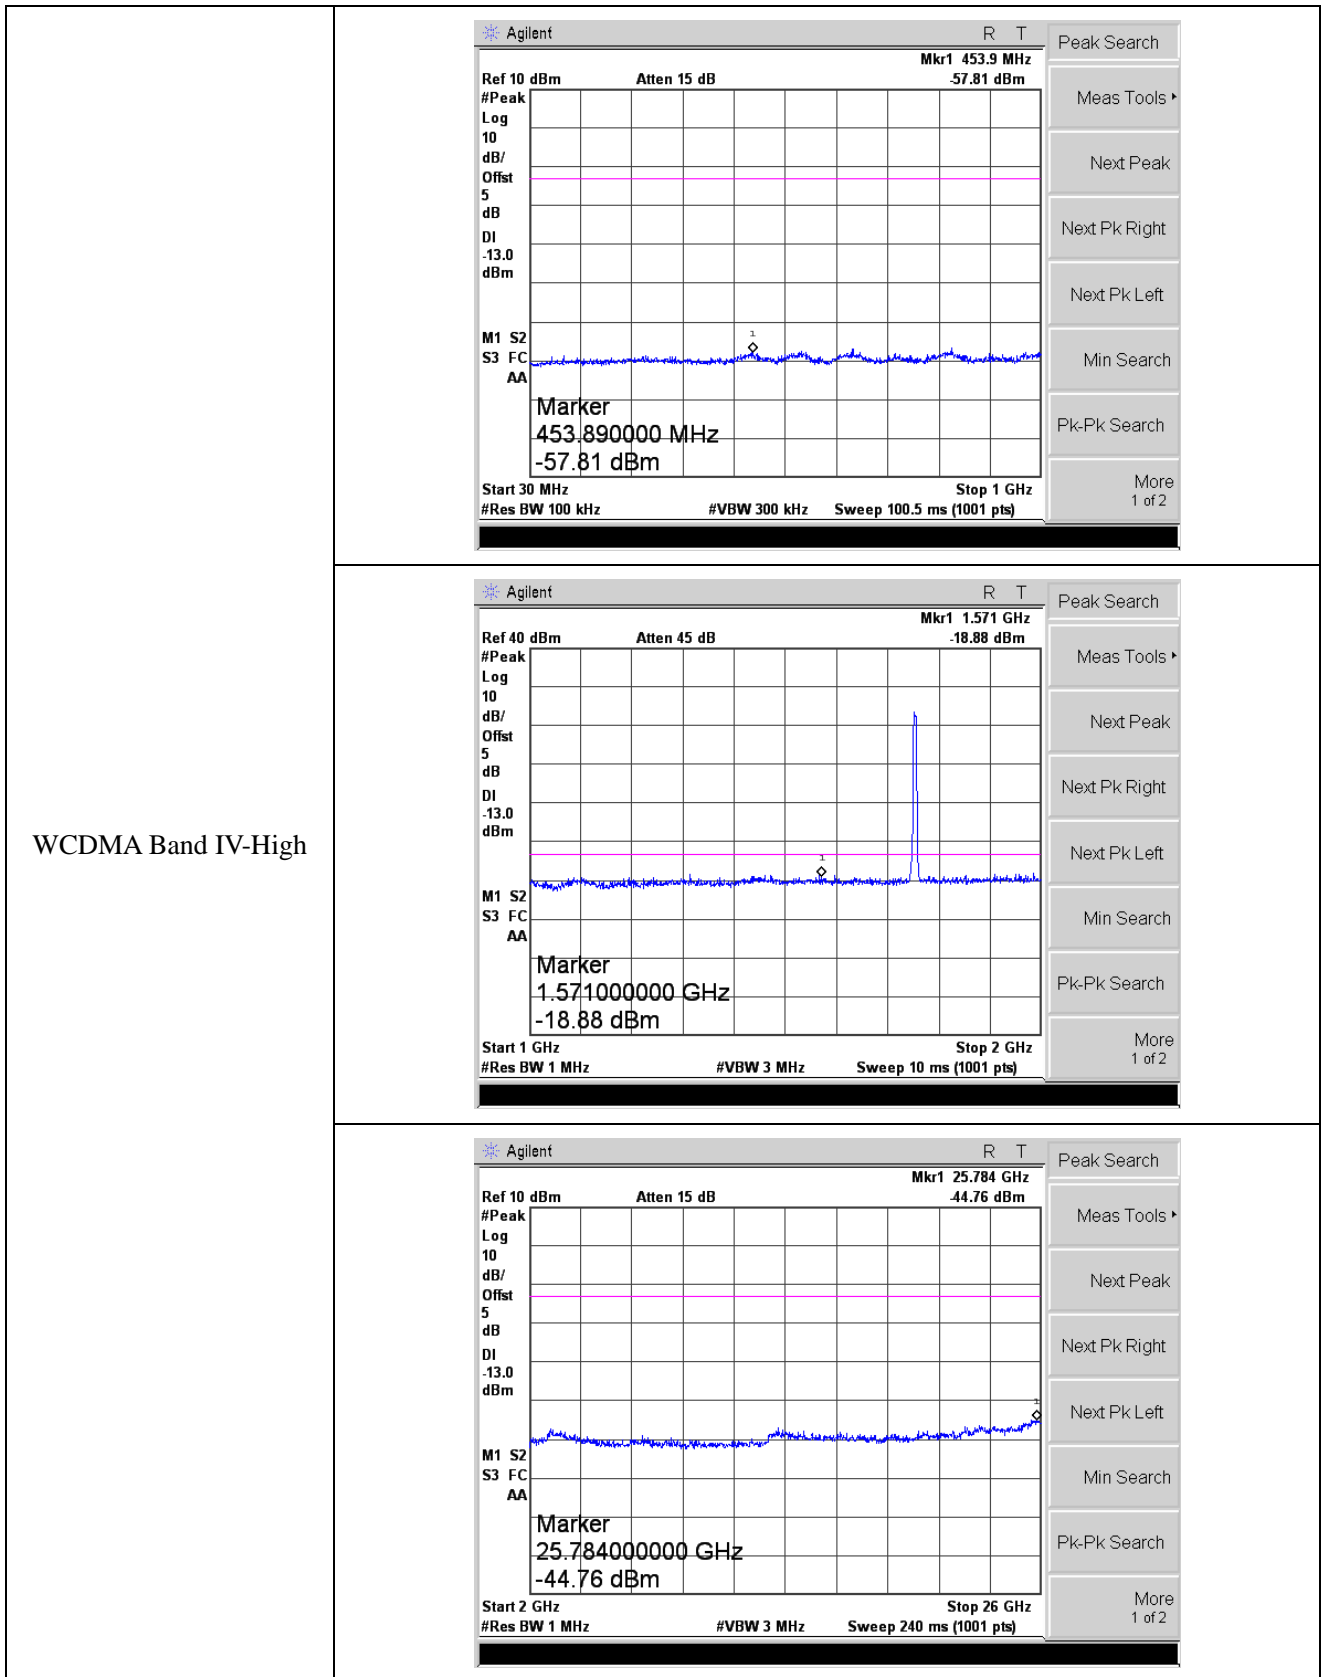 WCDMA Band IV-High
Agilent R T
Mkr1 453.9 MHz
Ref 10 dBm Atten 15 dB -57.81 dBm
#Peak
Log
10
dB/
Offst
5
dB
DI
-13.0
dBm
M1 S2
S3 FC
AA
1
Marker
453.890000 MHz
-57.81 dBm
Start 30 MHz Stop 1 GHz
#Res BW 100 kHz #VBW 300 kHz Sweep 100.5 ms (1001 pts)
Peak Search
Meas Tools
Next Peak
Next Pk Right
Next Pk Left
Min Search
Pk-Pk Search
More
1 of 2
Agilent R T
Mkr1 1.571 GHz
Ref 40 dBm Atten 45 dB -18.88 dBm
#Peak
Log
10
dB/
Offst
5
dB
DI
-13.0
dBm
M1 S2
S3 FC
AA
1
Marker
1.571000000 GHz
-18.88 dBm
Start 1 GHz Stop 2 GHz
#Res BW 1 MHz #VBW 3 MHz Sweep 10 ms (1001 pts)
Peak Search
Meas Tools
Next Peak
Next Pk Right
Next Pk Left
Min Search
Pk-Pk Search
More
1 of 2
Agilent R T
Mkr1 25.784 GHz
Ref 10 dBm Atten 15 dB -44.76 dBm
#Peak
Log
10
dB/
Offst
5
dB
DI
-13.0
dBm
M1 S2
S3 FC
AA
1
Marker
25.784000000 GHz
-44.76 dBm
Start 2 GHz Stop 26 GHz
#Res BW 1 MHz #VBW 3 MHz Sweep 240 ms (1001 pts)
Peak Search
Meas Tools
Next Peak
Next Pk Right
Next Pk Left
Min Search
Pk-Pk Search
More
1 of 2